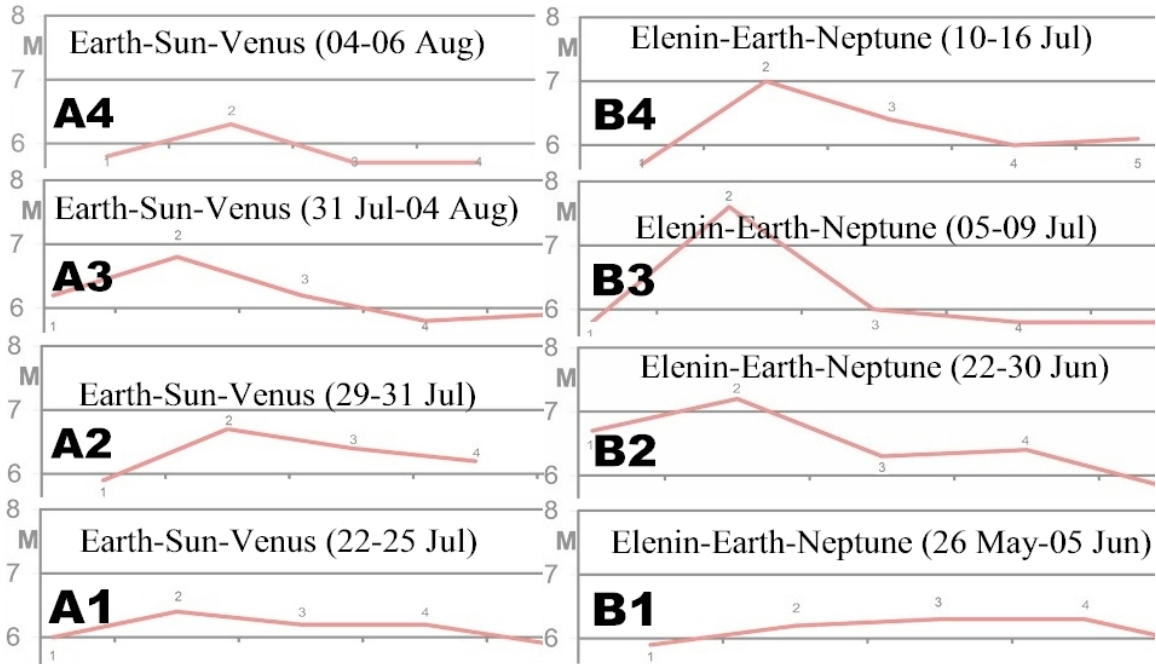 8
M
Earth-Sun-Venus (04-06 Aug)
7
2
A4
6
1
3
4
8
M
Earth-Sun-Venus (31 Jul-04 Aug)
7
2
A3
3
6
1
4
8
M
Earth-Sun-Venus (29-31 Jul)
7
2
A2
3
4
6
1
8
M
Earth-Sun-Venus (22-25 Jul)
7
2
A1
3
4
6
1
8
M
Elenin-Earth-Neptune (10-16 Jul)
2
7
B4
3
6
1
4
5
8
2
M
Elenin-Earth-Neptune (05-09 Jul)
7
B3
6
1
3
4
8
M
Elenin-Earth-Neptune (22-30 Jun)
2
7
1
B2
4
3
6
8
M
Elenin-Earth-Neptune (26 May-05 Jun)
7
B1
2
3
4
6
1